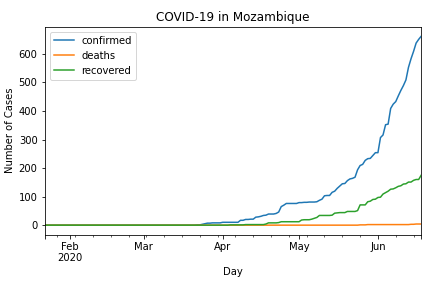 COVID-19 in Mozambique
confirmed
deaths
recovered
Number of Cases
600
500
400
300
200
100
0
Feb
2020
Mar
Apr
May
Jun
Day